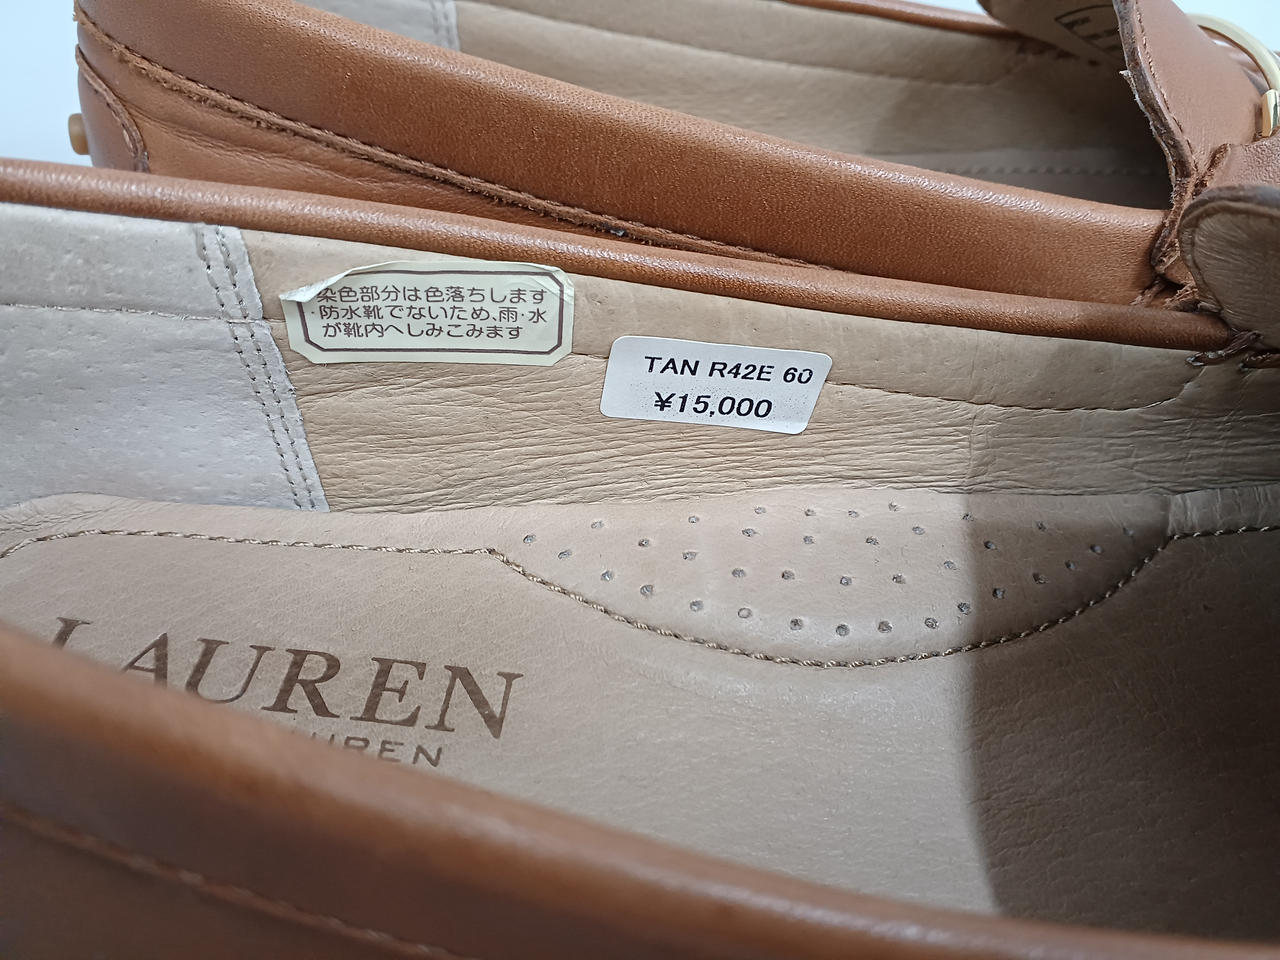 染色部分は色落ちします
・防水靴でないため、雨・水
が靴内へしみこみます
TAN R42E 60
¥15,000
LAUREN